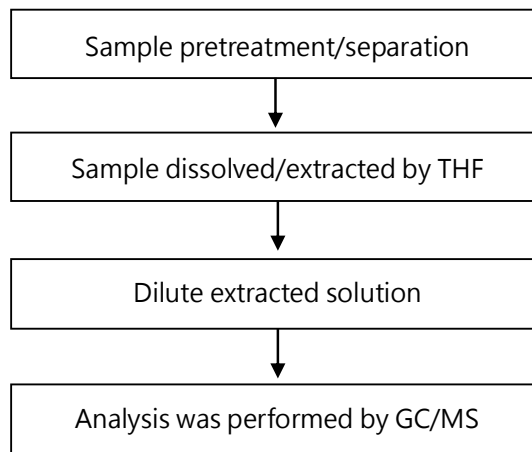 Sample pretreatment/separation
Sample dissolved/extracted by THF
Dilute extracted solution
Analysis was performed by GC/MS